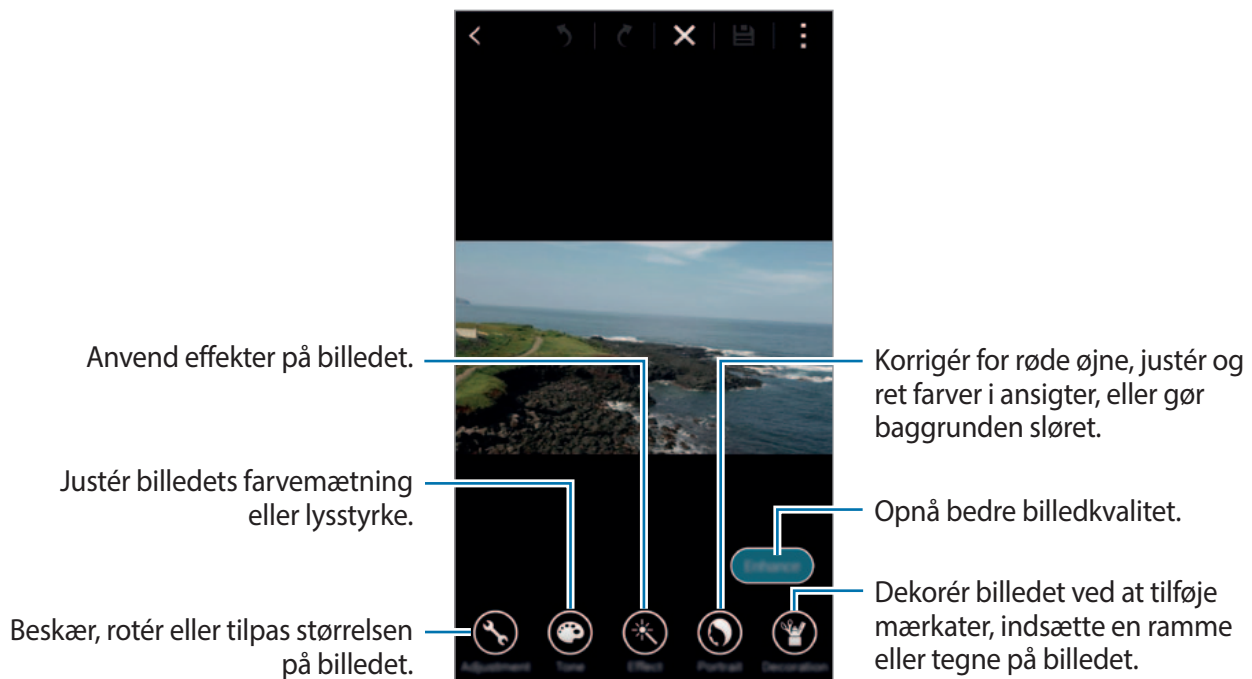 Anvend effekter på billedet.
Justér billedets farvemætning
eller lysstyrke.
Beskær, rotér eller tilpas størrelsen
på billedet.
Korrigér for røde øjne, justér og
ret farver i ansigter, eller gør
baggrunden sløret.
Opnå bedre billedkvalitet.
Enhance
Dekorér billedet ved at tilføje
mærkater, indsætte en ramme
eller tegne på billedet.
Adjustment Tone Effect Portrait Decoration